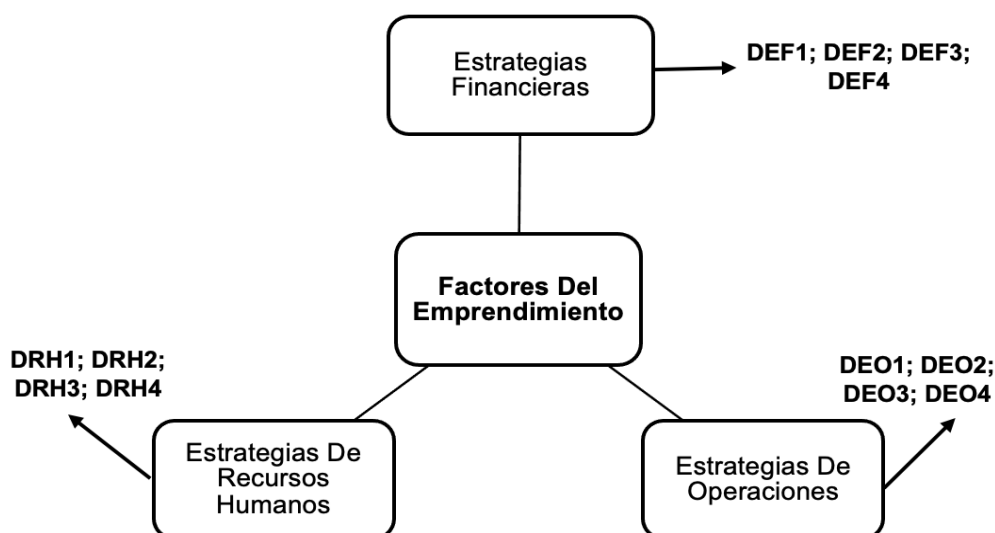 Estrategias
Financieras
DEF1; DEF2; DEF3;
DEF4
Factores Del
Emprendimiento
DRH1; DRH2;
DRH3; DRH4
DEO1; DEO2;
DEO3; DEO4
Estrategias De
Recursos
Humanos
Estrategias De
Operaciones